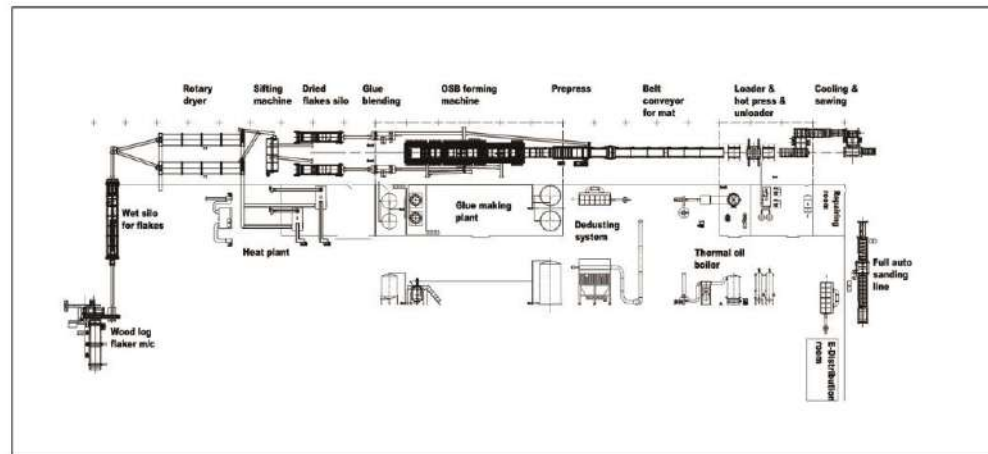 Rotary
dryer
Sifting
machine
Dried
flakes silo
Glue
blending
OSB forming
machine
Prepress
Belt
conveyor
for mat
Loader &
hot press &
unloader
Cooling &
sawing
Wet silo
for flakes
Heat plant
Glue making
plant
Dedusting
system
Thermal oil
boiler
Repairing
room
Full auto
sanding
line
Wood log
flaker m/c
E-Distribution
room